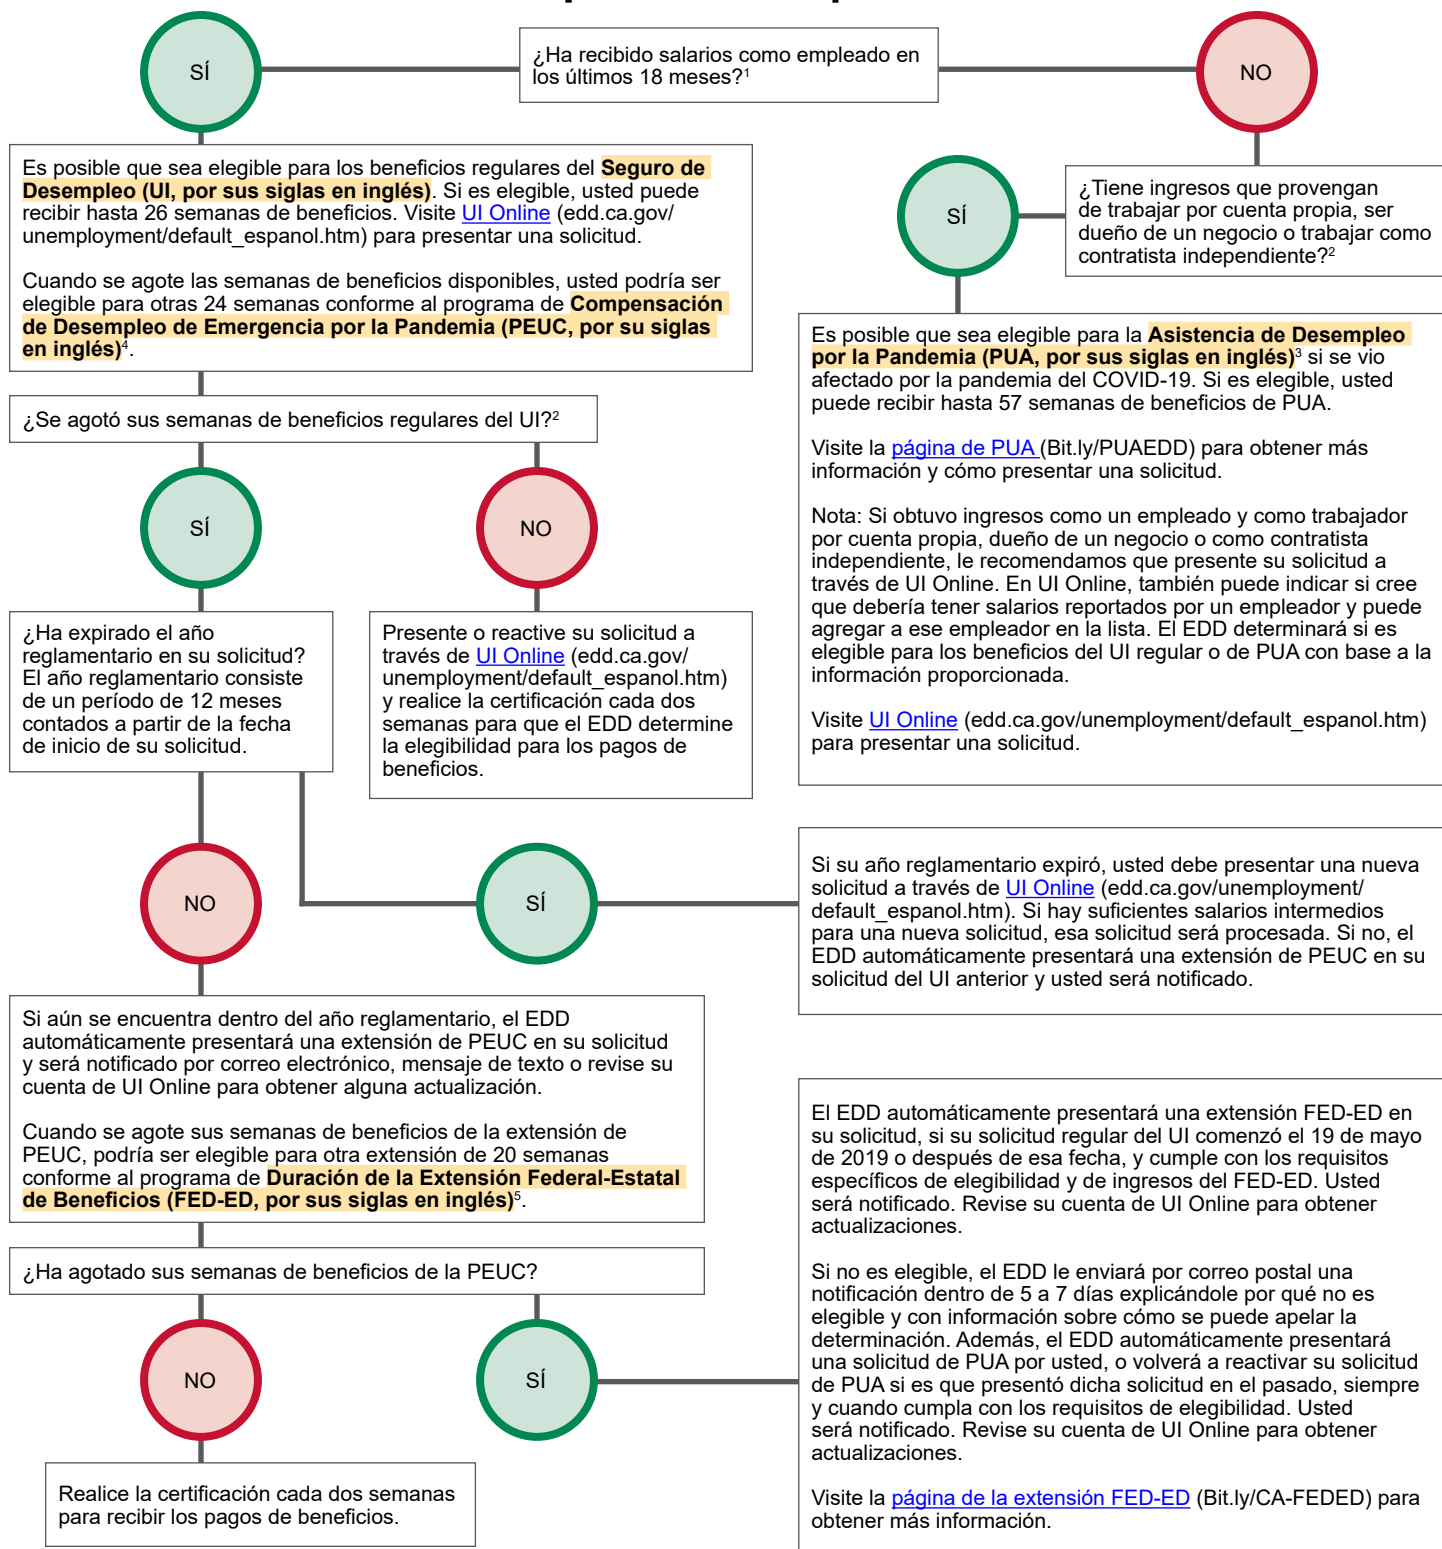 SÍ
¿Ha recibido salarios como empleado en
los últimos 18 meses?1
NO
Es posible que sea elegible para los beneficios regulares del Seguro de
Desempleo (UI, por sus siglas en inglés). Si es elegible, usted puede
recibir hasta 26 semanas de beneficios. Visite UI Online (edd.ca.gov/
unemployment/default_espanol.htm) para presentar una solicitud.
Cuando se agote las semanas de beneficios disponibles, usted podría ser
elegible para otras 24 semanas conforme al programa de Compensación
de Desempleo de Emergencia por la Pandemia (PEUC, por su siglas
en inglés)4.
SÍ
¿Tiene ingresos que provengan
de trabajar por cuenta propia, ser
dueño de un negocio o trabajar como
contratista independiente?2
Es posible que sea elegible para la Asistencia de Desempleo
por la Pandemia (PUA, por sus siglas en inglés)3 si se vio
afectado por la pandemia del COVID-19. Si es elegible, usted
puede recibir hasta 57 semanas de beneficios de PUA.
Visite la página de PUA (Bit.ly/PUAEDD) para obtener más
información y cómo presentar una solicitud.
Nota: Si obtuvo ingresos como un empleado y como trabajador
por cuenta propia, dueño de un negocio o como contratista
independiente, le recomendamos que presente su solicitud a
través de UI Online. En UI Online, también puede indicar si cree
que debería tener salarios reportados por un empleador y puede
agregar a ese empleador en la lista. El EDD determinará si es
elegible para los beneficios del UI regular o de PUA con base a la
información proporcionada.
Visite UI Online (edd.ca.gov/unemployment/default_espanol.htm)
para presentar una solicitud.
¿Se agotó sus semanas de beneficios regulares del UI?2
SÍ
NO
¿Ha expirado el año
reglamentario en su solicitud?
El año reglamentario consiste
de un período de 12 meses
contados a partir de la fecha
de inicio de su solicitud.
Presente o reactive su solicitud a
través de UI Online (edd.ca.gov/
unemployment/default_espanol.htm)
y realice la certificación cada dos
semanas para que el EDD determine
la elegibilidad para los pagos de
beneficios.
NO
SÍ
Si su año reglamentario expiró, usted debe presentar una nueva
solicitud a través de UI Online (edd.ca.gov/unemployment/
default_espanol.htm). Si hay suficientes salarios intermedios
para una nueva solicitud, esa solicitud será procesada. Si no, el
EDD automáticamente presentará una extensión de PEUC en su
solicitud del UI anterior y usted será notificado.
Si aún se encuentra dentro del año reglamentario, el EDD
automáticamente presentará una extensión de PEUC en su solicitud
y será notificado por correo electrónico, mensaje de texto o revise su
cuenta de UI Online para obtener alguna actualización.
Cuando se agote sus semanas de beneficios de la extensión de
PEUC, podría ser elegible para otra extensión de 20 semanas
conforme al programa de Duración de la Extensión Federal-Estatal
de Beneficios (FED-ED, por sus siglas en inglés)5.
¿Ha agotado sus semanas de beneficios de la PEUC?
NO
SÍ
Realice la certificación cada dos semanas
para recibir los pagos de beneficios.
El EDD automáticamente presentará una extensión FED-ED en
su solicitud, si su solicitud regular del UI comenzó el 19 de mayo
de 2019 o después de esa fecha, y cumple con los requisitos
específicos de elegibilidad y de ingresos del FED-ED. Usted
será notificado. Revise su cuenta de UI Online para obtener
actualizaciones.
Si no es elegible, el EDD le enviará por correo postal una
notificación dentro de 5 a 7 días explicándole por qué no es
elegible y con información sobre cómo se puede apelar la
determinación. Además, el EDD automáticamente presentará
una solicitud de PUA por usted, o volverá a reactivar su solicitud
de PUA si es que presentó dicha solicitud en el pasado, siempre
y cuando cumpla con los requisitos de elegibilidad. Usted
será notificado. Revise su cuenta de UI Online para obtener
actualizaciones.
Visite la página de la extensión FED-ED (Bit.ly/CA-FEDED) para
obtener más información.